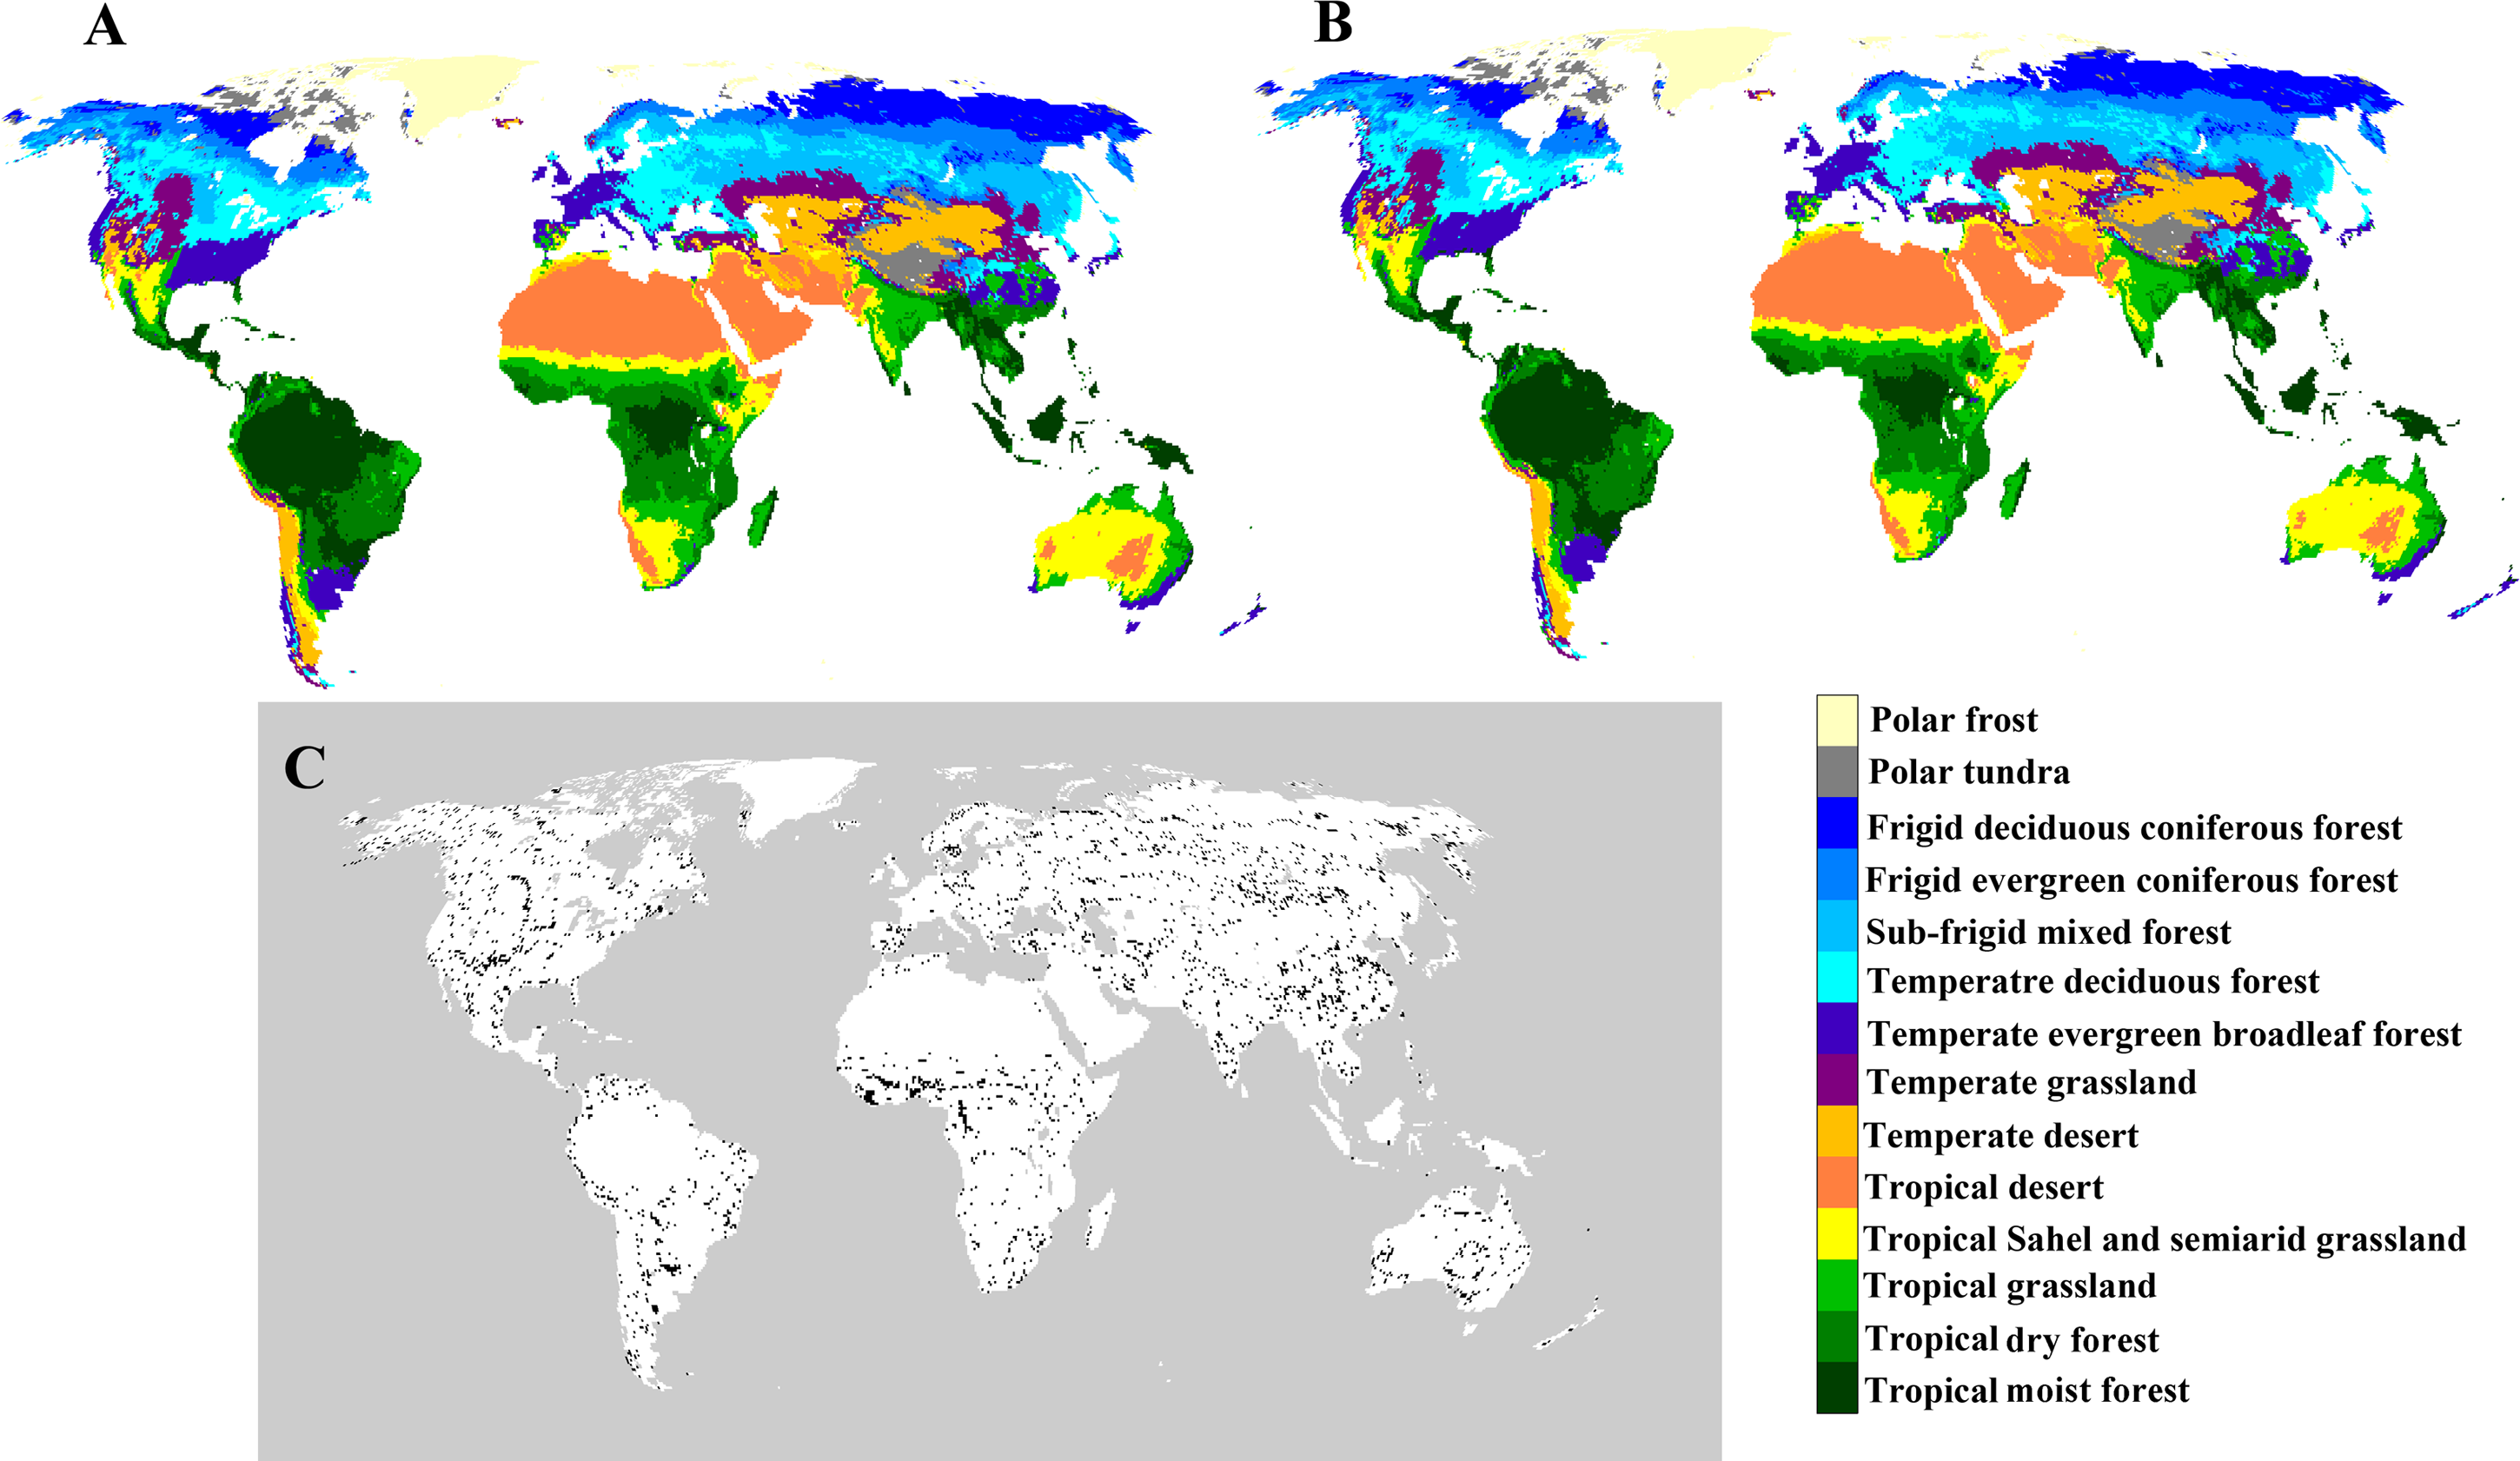 A
B
C
Polar frost
Polar tundra
Frigid deciduous coniferous forest
Frigid evergreen coniferous forest
Sub-frigid mixed forest
Temperatre deciduous forest
Temperate evergreen broadleaf forest
Temperate grassland
Temperate desert
Tropical desert
Tropical Sahel and semiarid grassland
Tropical grassland
Tropical dry forest
Tropical moist forest